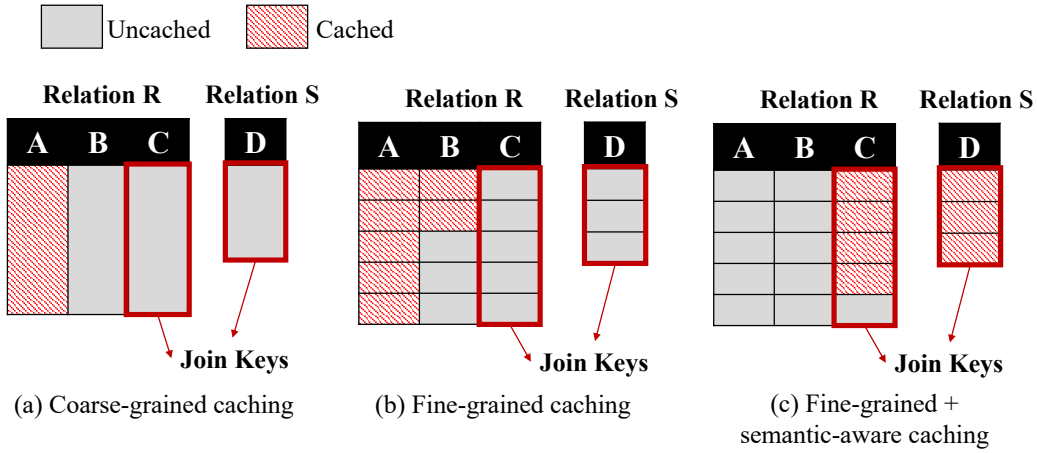 Uncached
Cached
Relation R
Relation S
A B C
D
Join Keys
(a) Coarse-grained caching
Relation R
Relation S
A B C
D
Join Keys
(b) Fine-grained caching
Relation R
Relation S
A B C
D
Join Keys
(c) Fine-grained +
semantic-aware caching